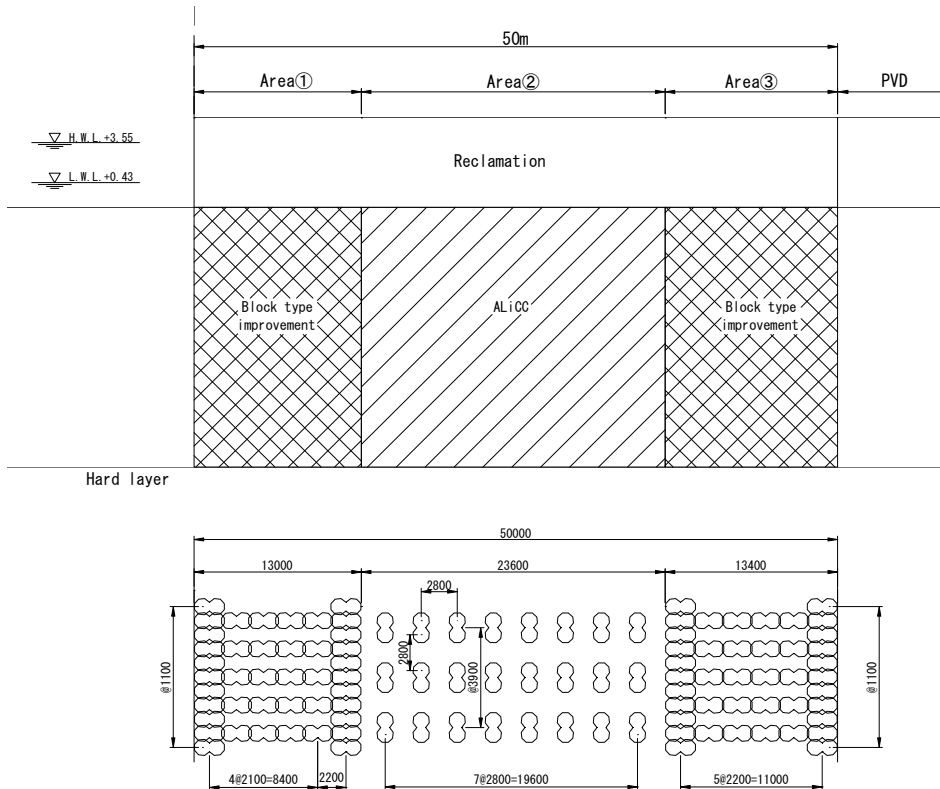 50m
Area①
Area②
Area③
PVD
H.W.L.+3.55
L.W.L.+0.43
Reclamation
Block type
improvement
ALiCC
Block type
improvement
Hard layer
50000
13000
23600
13400
2800
2800
@3900
@1100
@1100
4@2100=8400
2200
7@2800=19600
5@2200=11000